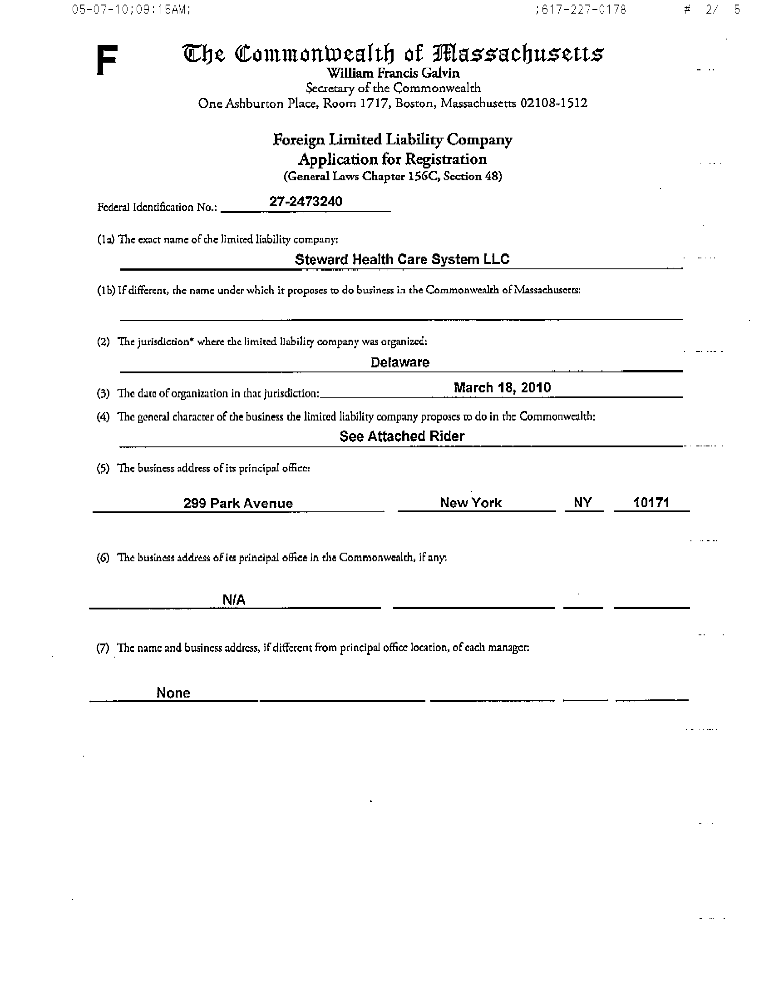 05-07-10;09:15AM; ;617-227-0178 # 2/ 5
F
The Commonwealth of Massachusetts
William Francis Galvin
Secretary of the Commonwealth
One Ashburton Place, Room 1717, Boston, Massachusetts 02108-1512
Foreign Limited Liability Company
Application for Registration
(General Laws Chapter 156C, Section 48)
Federal Identification No.: 27-2473240
(1a) The exact name of the limited liability company:
Steward Health Care System LLC
(1b) If different, the name under which it proposes to do business in the Commonwealth of Massachusetts:
(2) The jurisdiction* where the limited liability company was organized:
Delaware
(3) The date of organization in that jurisdiction: March 18, 2010
(4) The general character of the business the limited liability company proposes to do in the Commonwealth:
See Attached Rider
(5) The business address of its principal office:
299 Park Avenue New York NY 10171
(6) The business address of its principal office in the Commonwealth, if any:
N/A
(7) The name and business address, if different from principal office location, of each manager:
None